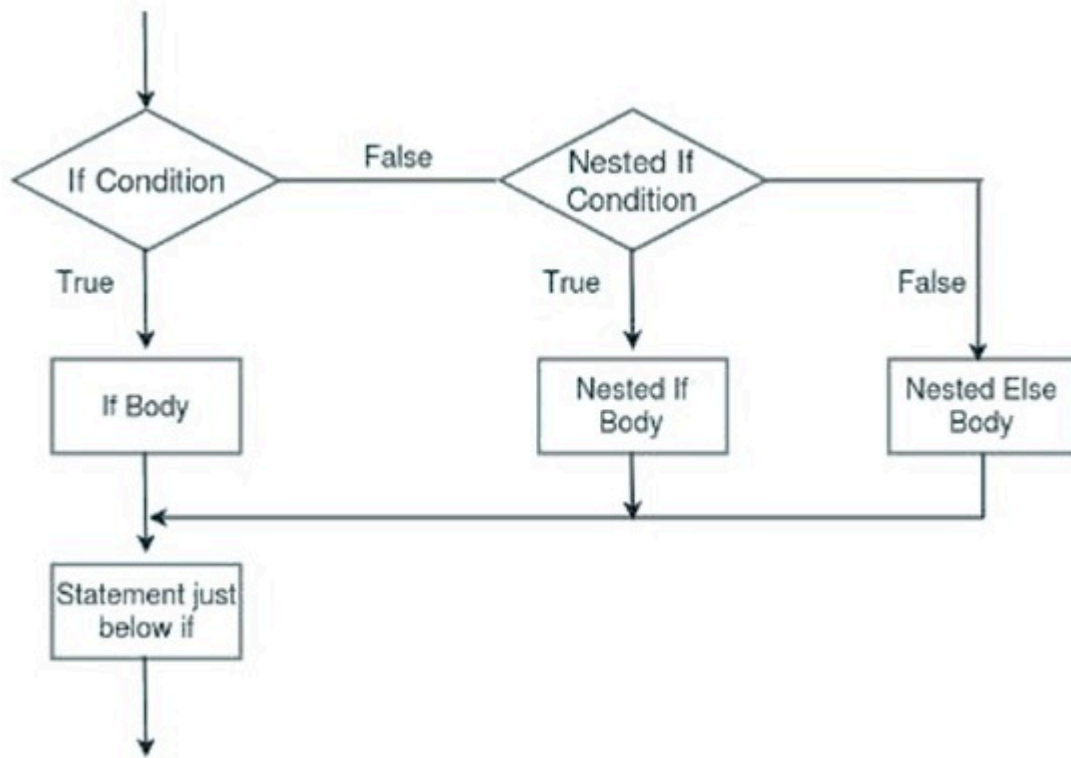 If Condition
False
Nested If
Condition
True
True
False
If Body
Nested If
Body
Nested Else
Body
Statement just
below if